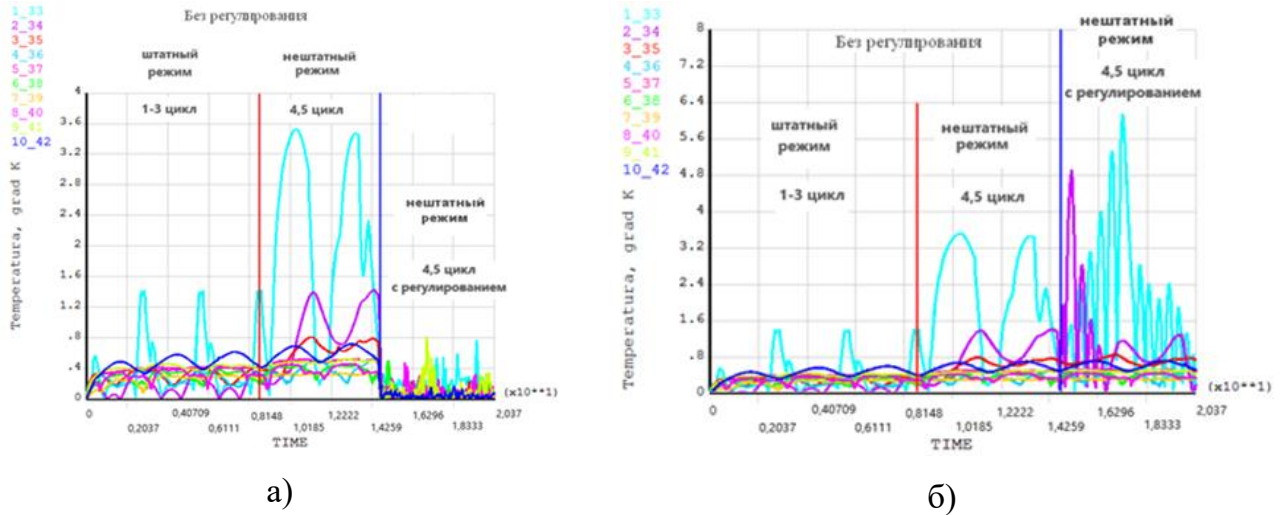 1_33
2_34
3_35
4_36
5_37
6_38
7_39
8_40
9_41
10_42
Без регулирования
штатный
режим
1-3 цикл
нештатный
режим
4,5 цикл
нештатный
режим
4,5 цикл
с регулированием
Temperatura, grad K
4
3.6
3.2
2.8
2.4
2
1.6
1.2
.8
.4
0
0
0,2037
0,40709
0,6111
0,8148
1,0185
1,2222
1,4259
1,6296
1,8333
2,037
(x10**1)
TIME
а)
1_33
2_34
3_35
4_36
5_37
6_38
7_39
8_40
9_41
10_42
Без регулирования
штатный
режим
1-3 цикл
нештатный
режим
4,5 цикл
нештатный
режим
4,5 цикл
с регулированием
Temperatura, grad K
8
7.2
6.4
5.6
4.8
4
3.2
2.4
1.6
.8
0
0
0,2037
0,40709
0,6111
0,8148
1,0185
1,2222
1,4259
1,6296
1,8333
2,037
(x10**1)
TIME
б)